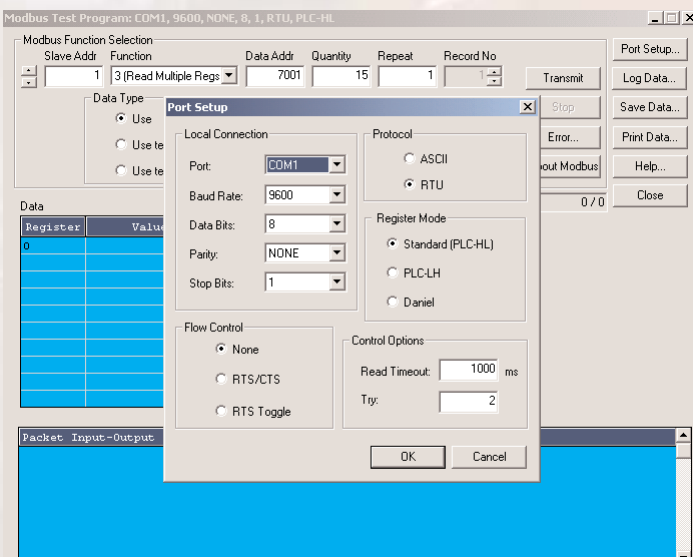 Modbus Test Program: COM1, 9600, NONE, 8, 1, RTU, PLC-HL
Modbus Function Selection
Slave Addr Function Data Addr Quantity Repeat Record No
1 3 (Read Multiple Regs 7001 15 1 1
Port Setup...
Transmit Log Data...
Data Type
Use
Use te
Use te
Stop Save Data...
Error... Print Data...
out Modbus Help...
0 / 0 Close
Data
Register Valu
0
Packet Input-Output
Port Setup
Local Connection
Port: COM1
Baud Rate: 9600
Data Bits: 8
Parity: NONE
Stop Bits: 1
Protocol
ASCII
RTU
Register Mode
Standard (PLC-HL)
PLC-LH
Daniel
Flow Control
None
RTS/CTS
RTS Toggle
Control Options
Read Timeout: 1000 ms
Try: 2
OK Cancel